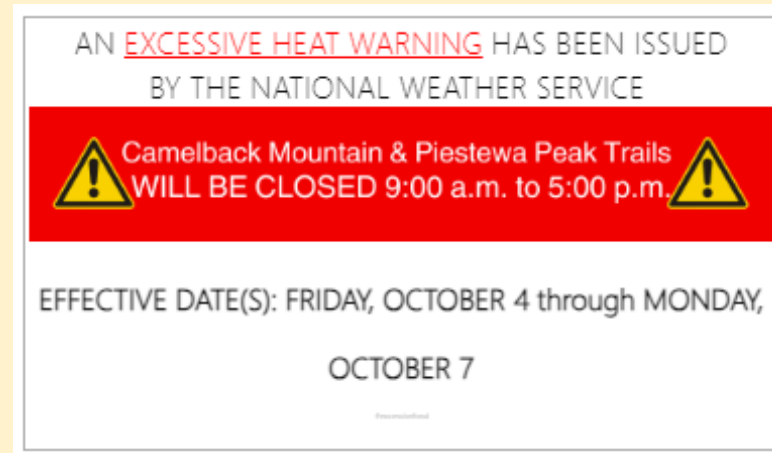 AN EXCESSIVE HEAT WARNING HAS BEEN ISSUED
BY THE NATIONAL WEATHER SERVICE
Camelback Mountain & Piestewa Peak Trails
WILL BE CLOSED 9:00 a.m. to 5:00 p.m.
EFFECTIVE DATE(S): FRIDAY, OCTOBER 4 through MONDAY,
OCTOBER 7